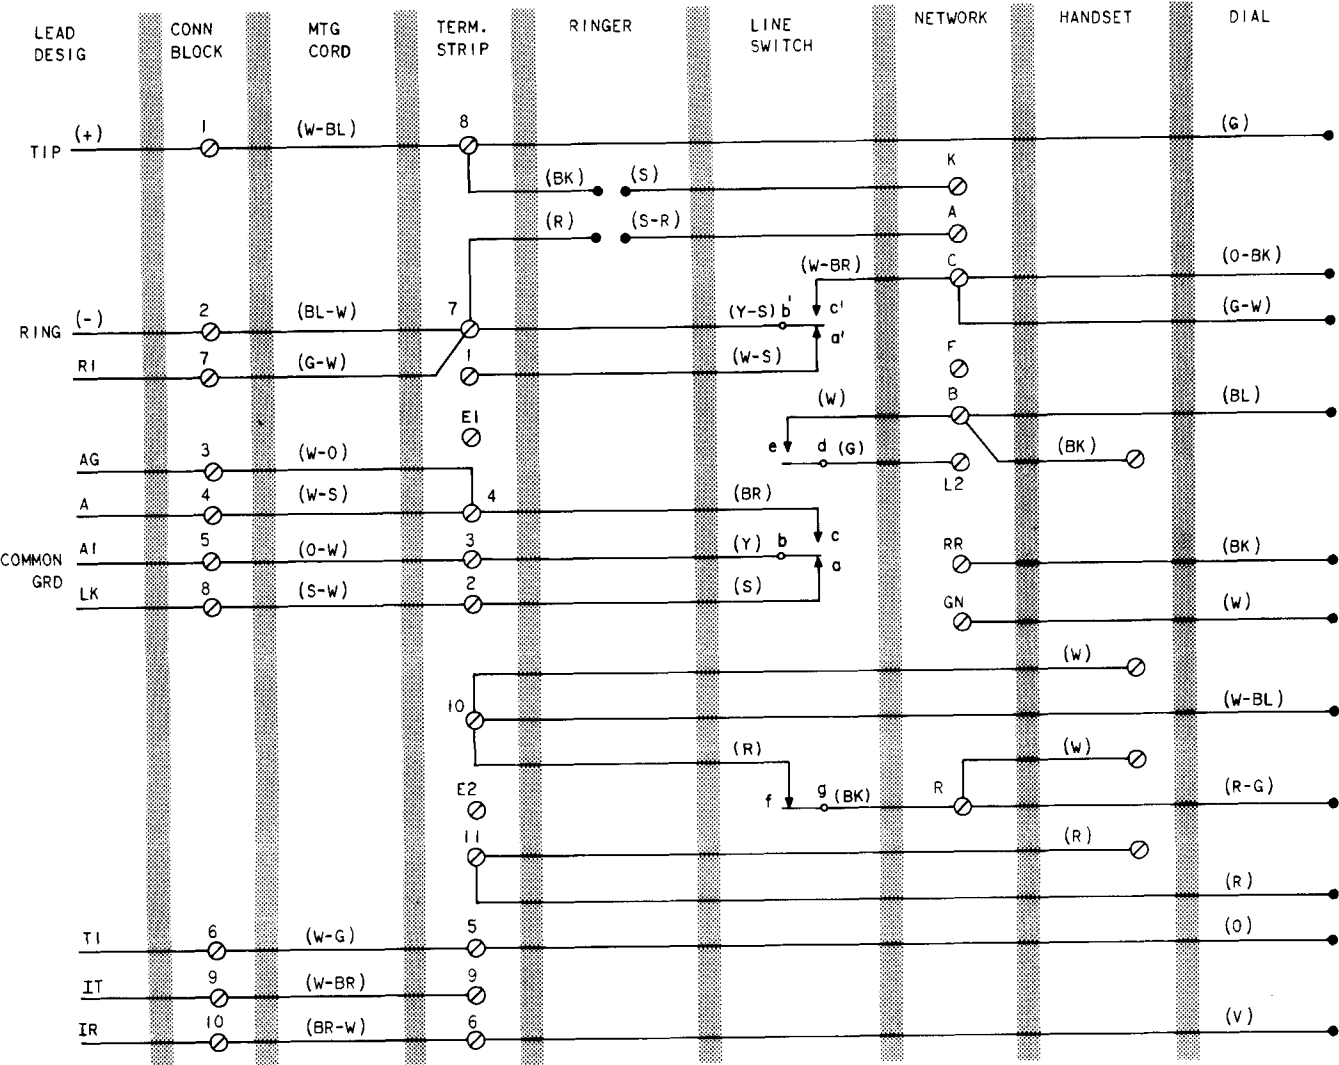 LEAD DESIG
CONN BLOCK
MTG CORD
TERM. STRIP
RINGER
LINE SWITCH
NETWORK
HANDSET
DIAL
TIP (+) 1 (W-BL) 8 (G)
(BK) (S) K
(R) (S-R) A
(W-BR) C (O-BK)
RING (-) 2 (BL-W) 7 (Y-S) b' c' (G-W)
a'
R1 7 (G-W) 1 (W-S) F
(W) B (BL)
E1
e d (G) (BK)
AG 3 (W-O)
L2
A 4 (W-S) 4 (BR)
c
COMMON GRD
A1 5 (O-W) 3 (Y) b RR (BK)
a
LK 8 (S-W) 2 (S) GN (W)
(W)
10 (W-BL)
(R) (W)
E2 f g (BK) R (R-G)
11 (R)
(R)
T1 6 (W-G) 5 (O)
IT 9 (W-BR) 9
IR 10 (BR-W) 6 (V)